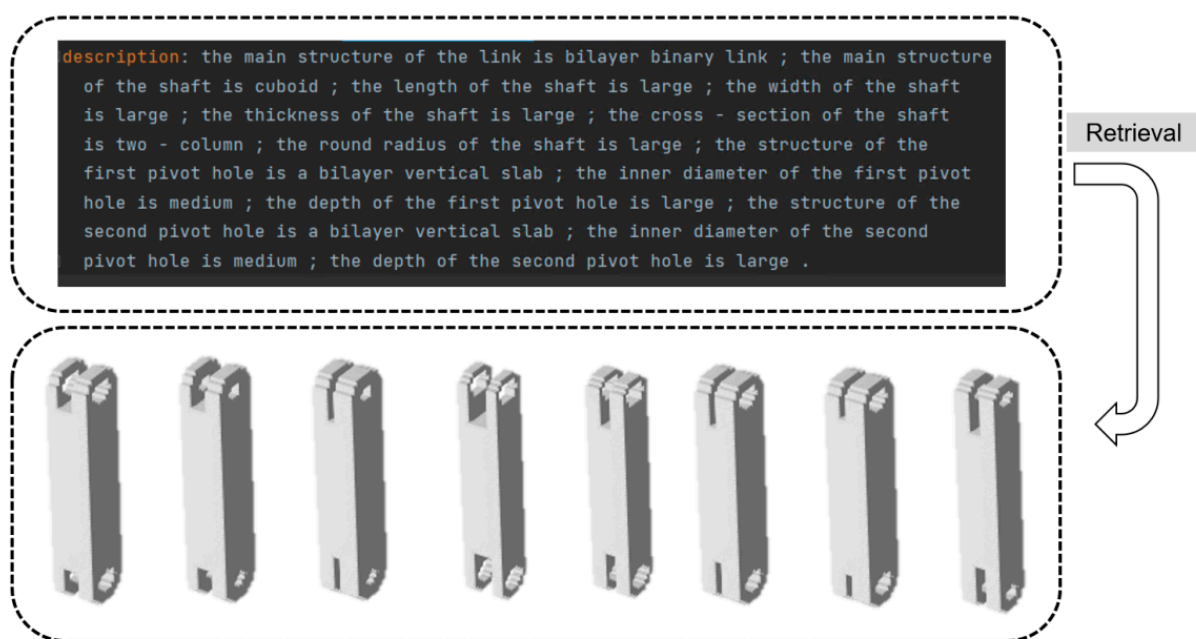 description: the main structure of the link is bilayer binary link ; the main structure
of the shaft is cuboid ; the length of the shaft is large ; the width of the shaft
is large ; the thickness of the shaft is large ; the cross - section of the shaft
is two - column ; the round radius of the shaft is large ; the structure of the
first pivot hole is a bilayer vertical slab ; the inner diameter of the first pivot
hole is medium ; the depth of the first pivot hole is large ; the structure of the
second pivot hole is a bilayer vertical slab ; the inner diameter of the second
pivot hole is medium ; the depth of the second pivot hole is large .
Retrieval